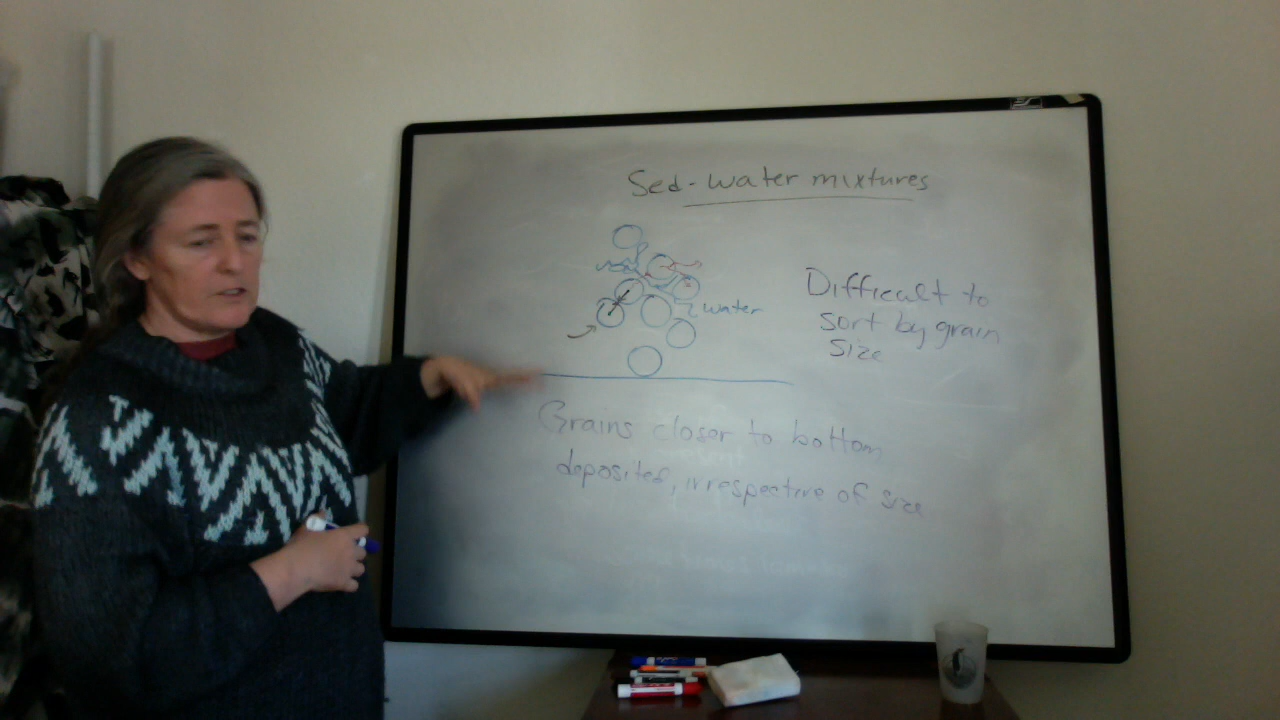 Sed-water mixtures
water
Difficult to
sort by grain
size
Grains closer to bottom
deposited, irrespective of size